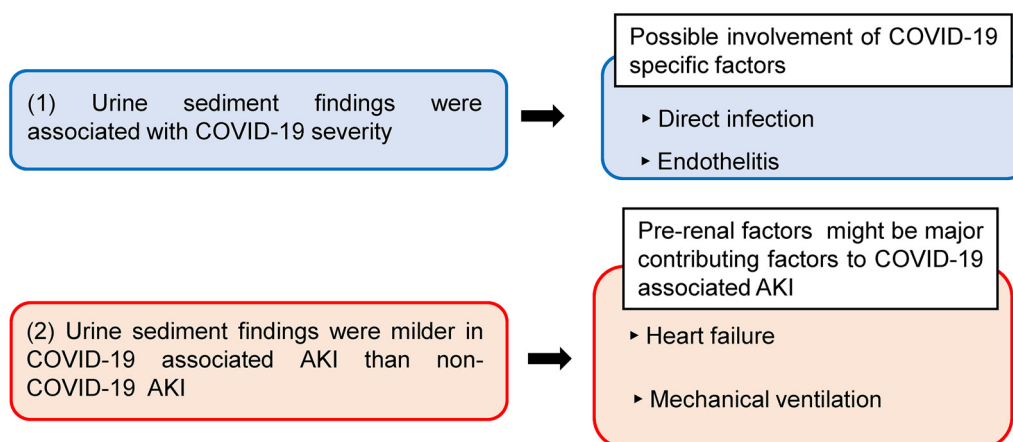 (1) Urine sediment findings were
associated with COVID-19 severity
Possible involvement of COVID-19
specific factors
▸ Direct infection
▸ Endothelitis
(2) Urine sediment findings were milder in
COVID-19 associated AKI than non-
COVID-19 AKI
Pre-renal factors might be major
contributing factors to COVID-19
associated AKI
▸ Heart failure
▸ Mechanical ventilation